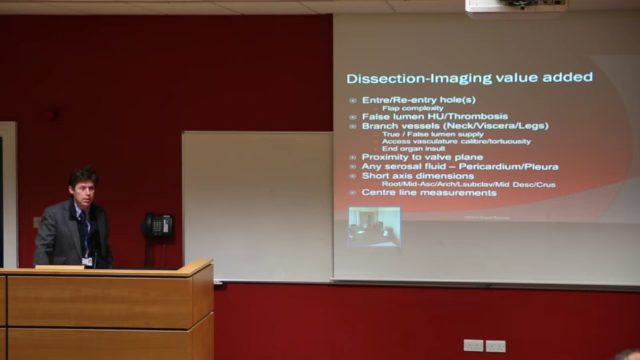 Dissection-Imaging value added
Entre/Re-entry hole(s)
Flap complexity
False lumen HU/Thrombosis
Branch vessels (Neck/Viscera/Legs)
True / False lumen supply
Access vasculature calibre/tortuosity
End organ insult
Proximity to valve plane
Any serosal fluid – Pericardium/Pleura
Short axis dimensions
Root/Mid-Asc/Arch/Lsubclav/Mid Desc/Crus
Centre line measurements